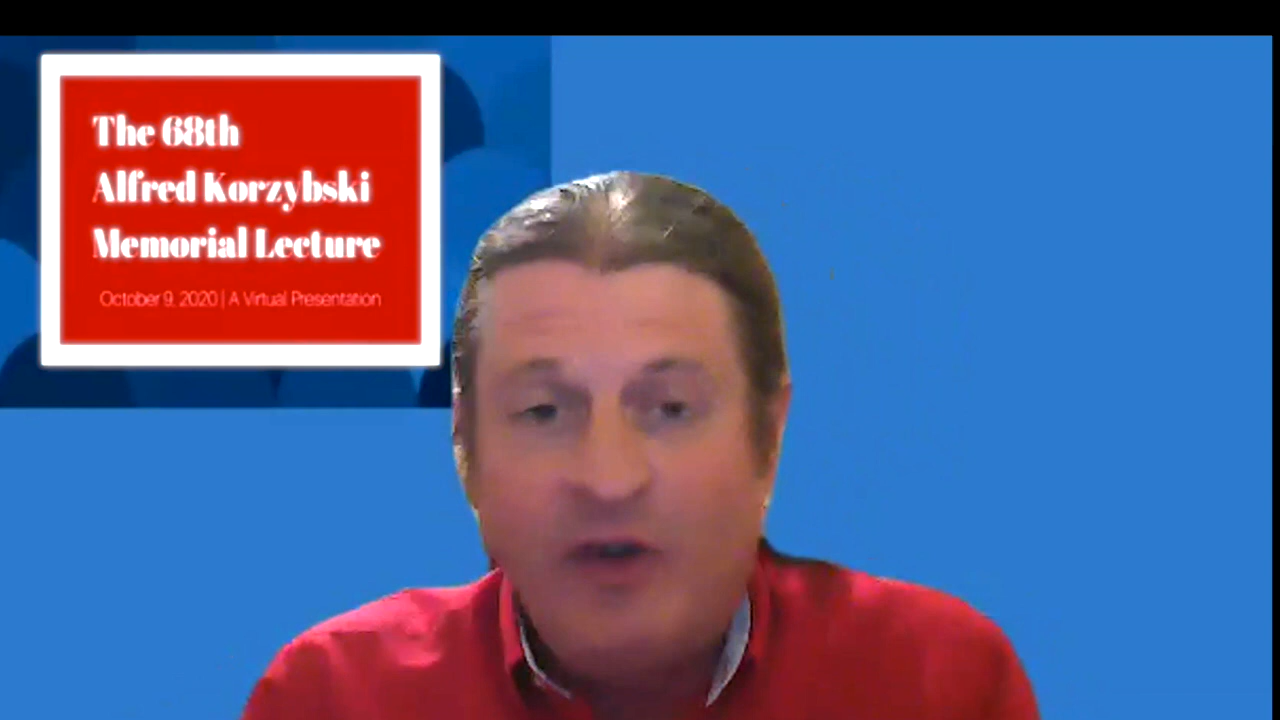 The 68th
Alfred Korzybski
Memorial Lecture
October 9, 2020 | A Virtual Presentation